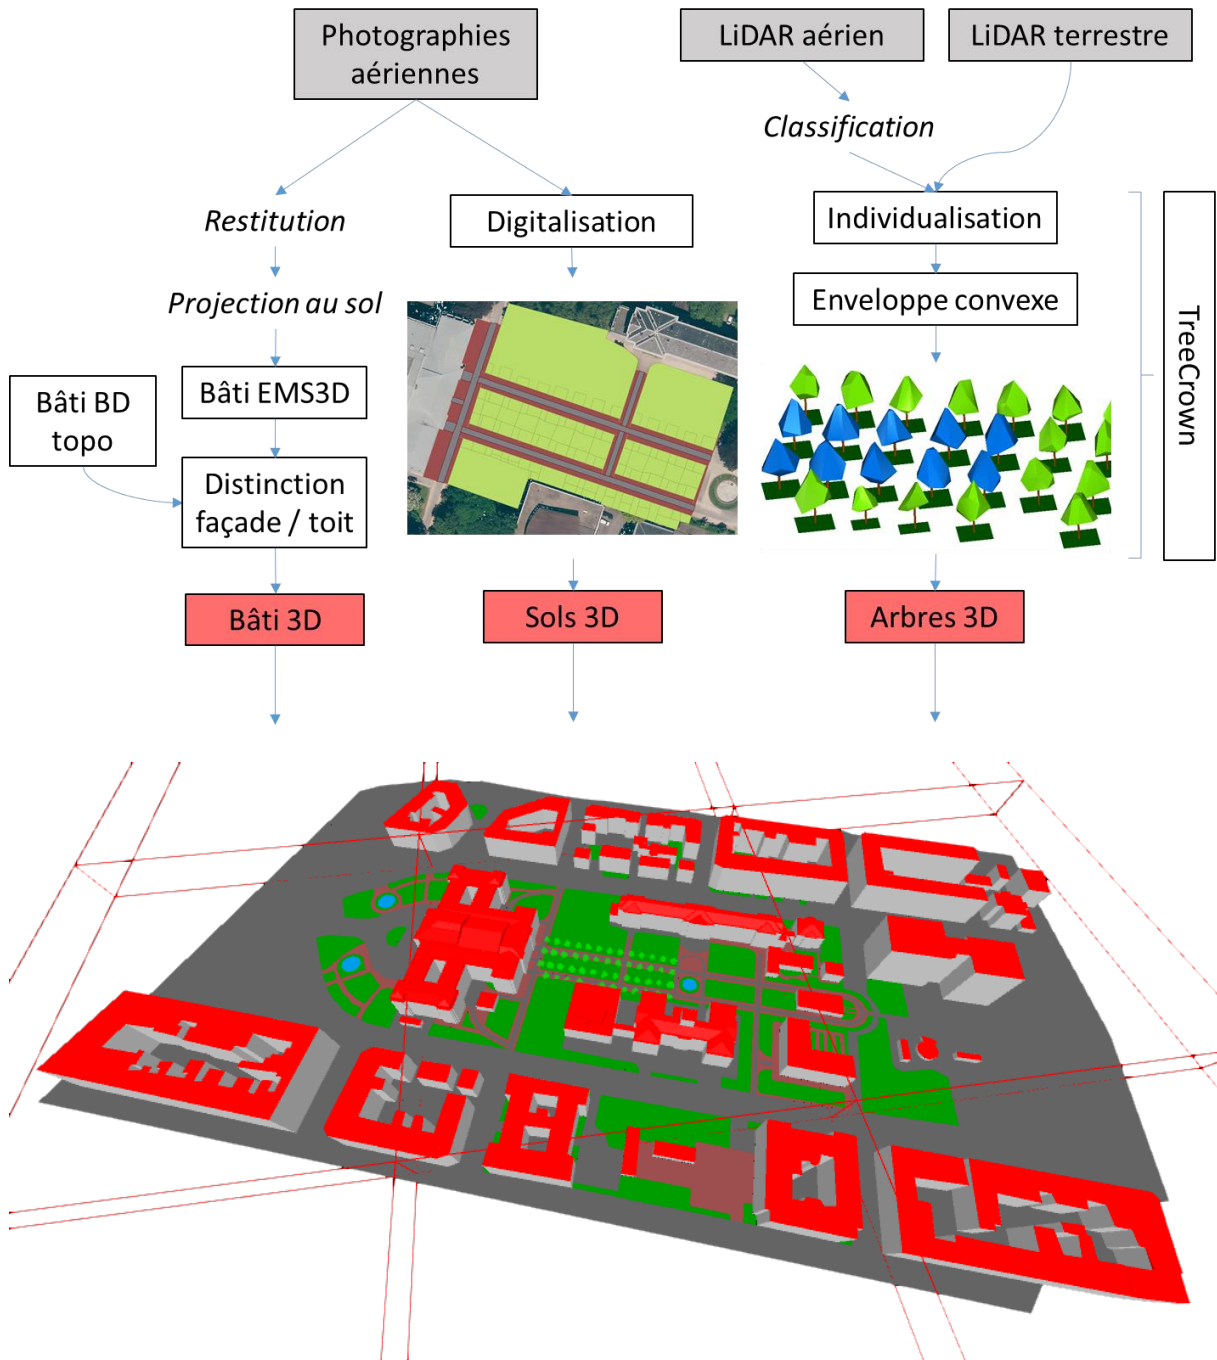 Photographies
aériennes
LiDAR aérien
LiDAR terrestre
Classification
Restitution
Digitalisation
Individualisation
Projection au sol
Enveloppe convexe
TreeCrown
Bâti BD
topo
Bâti EMS3D
Distinction
façade / toit
Bâti 3D
Sols 3D
Arbres 3D